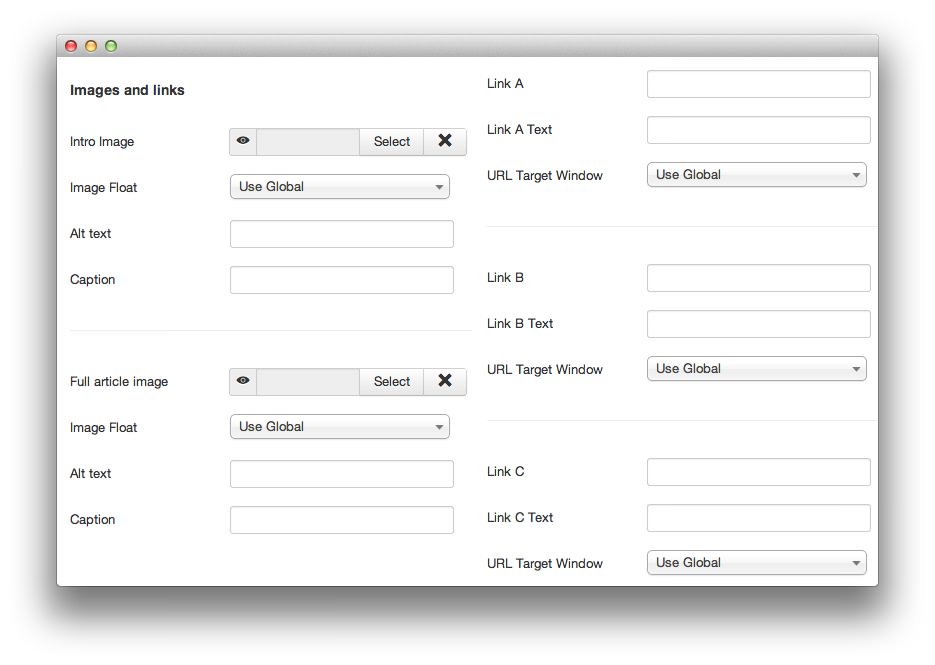 Images and links
Intro Image
Select
Image Float
Use Global
Alt text
Caption
Full article image
Select
Image Float
Use Global
Alt text
Caption
Link A
Link A Text
URL Target Window
Use Global
Link B
Link B Text
URL Target Window
Use Global
Link C
Link C Text
URL Target Window
Use Global